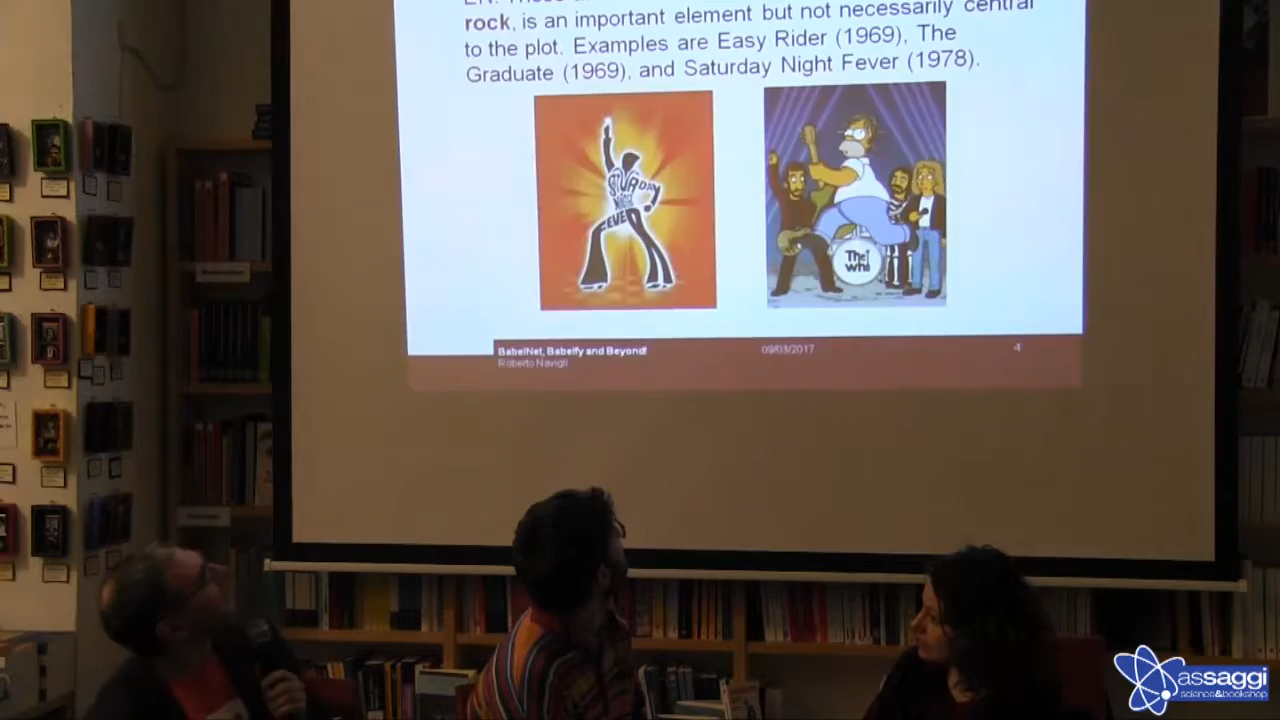 rock, is an important element but not necessarily central
to the plot. Examples are Easy Rider (1969), The
Graduate (1969), and Saturday Night Fever (1978).
SATURDAY
NIGHT
FEVER
The
Who
BabelNet, Babelfy and Beyond!
Roberto Navigli
09/03/2017
4
assaggi
science&bookshop